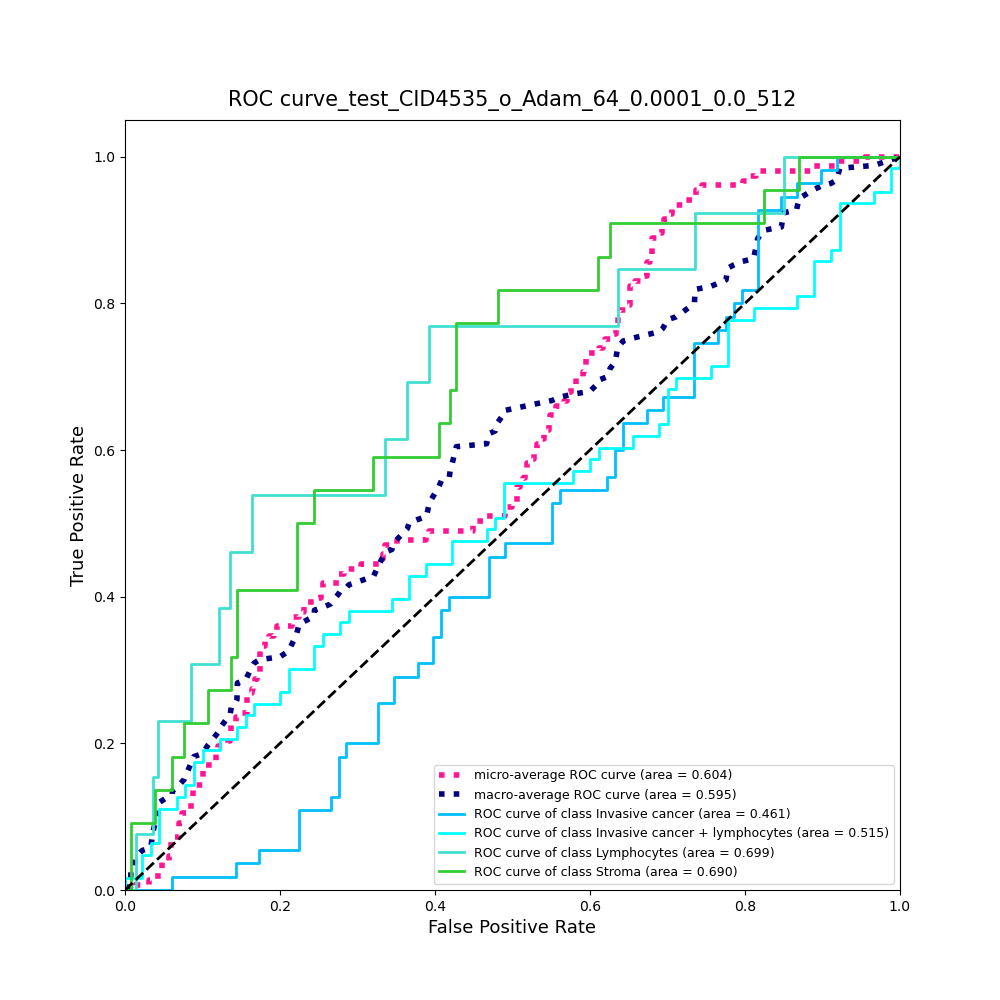 ROC curve_test_CID4535_o_Adam_64_0.0001_0.0_512
True Positive Rate
1.0
0.8
0.6
0.4
0.2
0.0
micro-average ROC curve (area = 0.604)
macro-average ROC curve (area = 0.595)
ROC curve of class Invasive cancer (area = 0.461)
ROC curve of class Invasive cancer + lymphocytes (area = 0.515)
ROC curve of class Lymphocytes (area = 0.699)
ROC curve of class Stroma (area = 0.690)
0.0 0.2 0.4 0.6 0.8 1.0
False Positive Rate